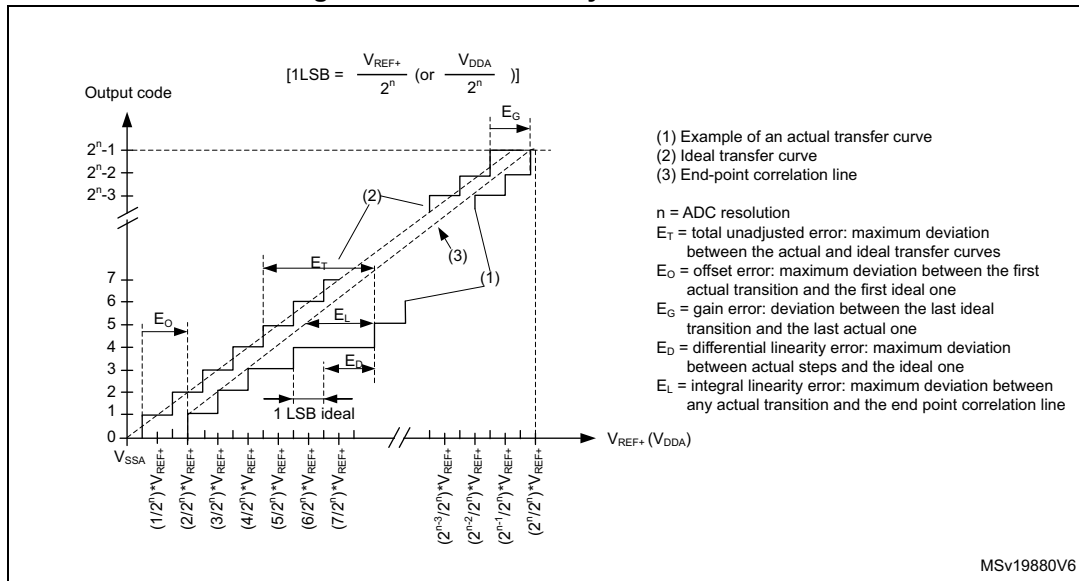 [1LSB = V_REF+ / 2^n (or V_DDA / 2^n )]
Output code
E_G
2^n-1
2^n-2
2^n-3
(2)
(3)
(1)
E_T
7
6
5
4
3
2
1
0
E_O
E_L
E_D
1 LSB ideal
V_SSA
V_REF+ (V_DDA)
(1/2^n)*V_REF+
(2/2^n)*V_REF+
(3/2^n)*V_REF+
(4/2^n)*V_REF+
(5/2^n)*V_REF+
(6/2^n)*V_REF+
(7/2^n)*V_REF+
(2^n-3/2^n)*V_REF+
(2^n-2/2^n)*V_REF+
(2^n-1/2^n)*V_REF+
(2^n/2^n)*V_REF+
(1) Example of an actual transfer curve
(2) Ideal transfer curve
(3) End-point correlation line
n = ADC resolution
E_T = total unadjusted error: maximum deviation
between the actual and ideal transfer curves
E_O = offset error: maximum deviation between the first
actual transition and the first ideal one
E_G = gain error: deviation between the last ideal
transition and the last actual one
E_D = differential linearity error: maximum deviation
between actual steps and the ideal one
E_L = integral linearity error: maximum deviation between
any actual transition and the end point correlation line
MSv19880V6